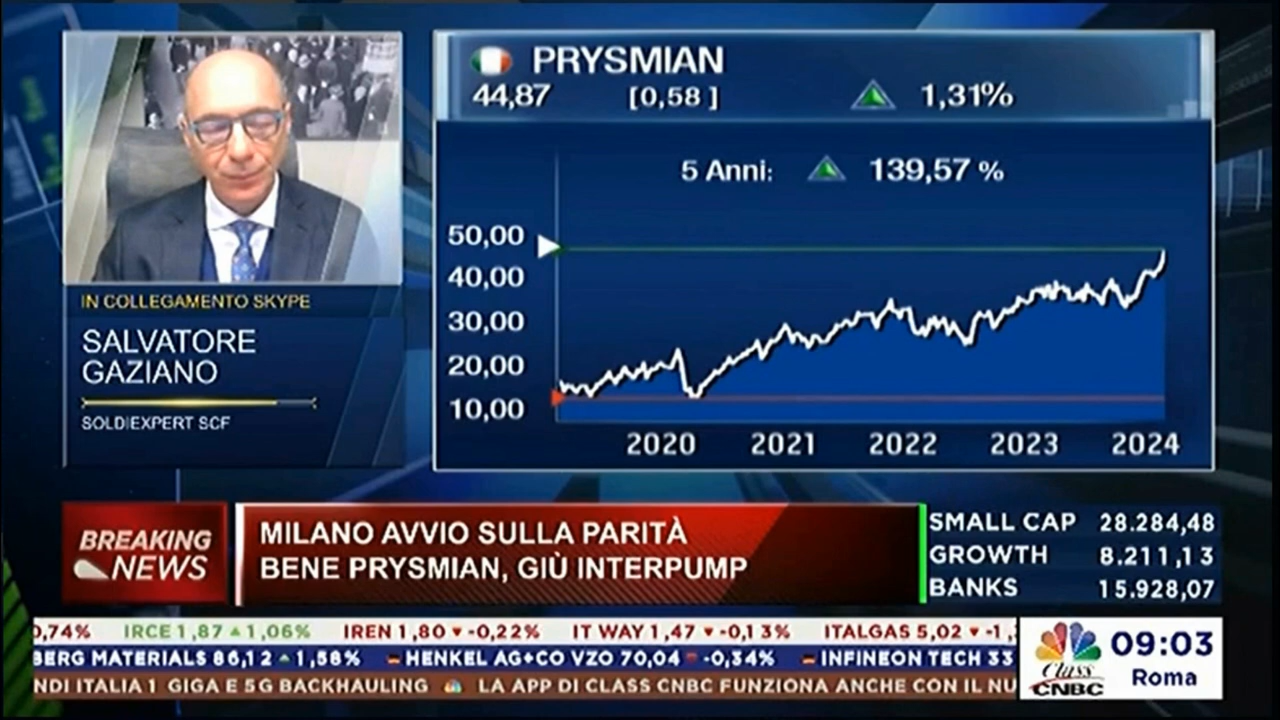 PRYSMIAN
44,87 [0,58 ] 1,31%
5 Anni: 139,57 %
50,00
40,00
30,00
20,00
10,00
2020 2021 2022 2023 2024
IN COLLEGAMENTO SKYPE
SALVATORE
GAZIANO
SOLDIEXPERT SCF
BREAKING
NEWS
MILANO AVVIO SULLA PARITÀ
BENE PRYSMIAN, GIÙ INTERPUMP
SMALL CAP 28.284,48
GROWTH 8.211,13
BANKS 15.928,07
0,74% IRCE 1,87 1,06% IREN 1,80 -0,22% IT WAY 1,47 -0,13% ITALGAS 5,02 -1,
BERG MATERIALS 86,12 1,58% HENKEL AG+CO VZO 70,04 -0,34% INFINEON TECH 33
NDI ITALIA 1 GIGA E 5G BACKHAULING LA APP DI CLASS CNBC FUNZIONA ANCHE CON IL NU
Class
CNBC
09:03
Roma